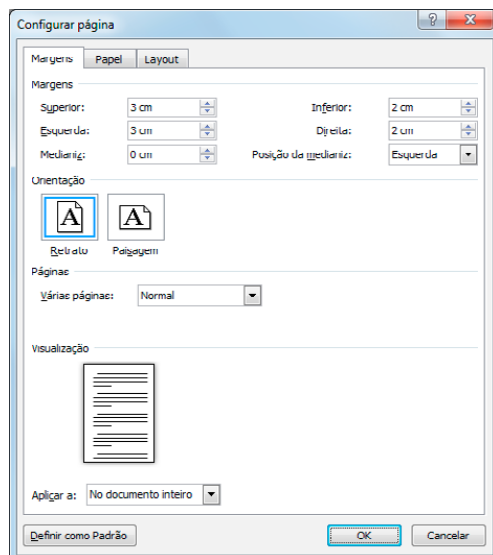 Configurar página
Margens Papel Layout
Margens
Superior: 3 cm Inferior: 2 cm
Esquerda: 3 cm Direita: 2 cm
Medianiz: 0 cm Posição da medianiz: Esquerda
Orientação
A A
Retrato Paisagem
Páginas
Várias páginas: Normal
Visualização
Aplicar a: No documento inteiro
Definir como Padrão OK Cancelar